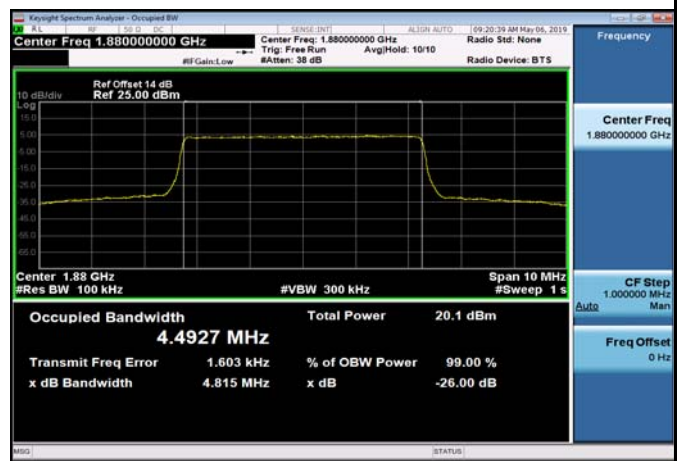 Keysight Spectrum Analyzer - Occupied BW
RL RF 50 Ω DC SENSE:INT ALIGN AUTO 09:20:39 AM May 06, 2019
Center Freq 1.880000000 GHz
Center Freq: 1.880000000 GHz Radio Std: None
Trig: Free Run Avg|Hold: 10/10
#IFGain:Low #Atten: 38 dB Radio Device: BTS
Frequency
Ref Offset 14 dB
10 dB/div Ref 25.00 dBm
Log
15.0
5.00
-5.00
-15.0
-25.0
-35.0
-45.0
-55.0
-65.0
Center Freq
1.880000000 GHz
Center 1.88 GHz Span 10 MHz
#Res BW 100 kHz #VBW 300 kHz #Sweep 1 s
CF Step
1.000000 MHz
Auto Man
Occupied Bandwidth Total Power 20.1 dBm
4.4927 MHz
Transmit Freq Error 1.603 kHz % of OBW Power 99.00 %
x dB Bandwidth 4.815 MHz x dB -26.00 dB
Freq Offset
0 Hz
MSG STATUS